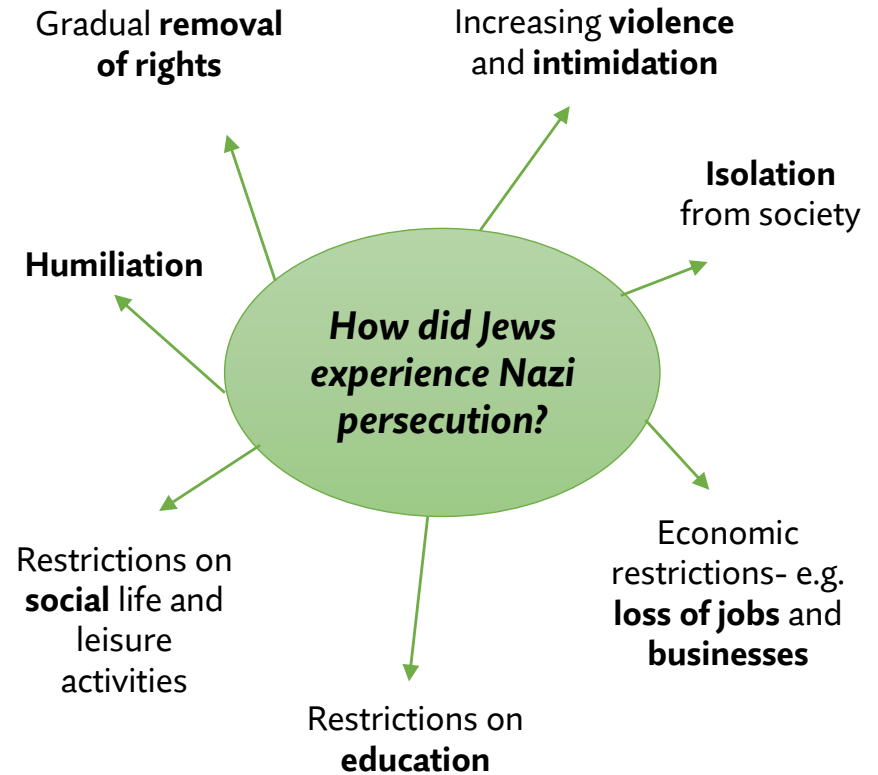 Gradual removal
of rights
Increasing violence
and intimidation
Isolation
from society
Humiliation
How did Jews
experience Nazi
persecution?
Restrictions on
social life and
leisure
activities
Economic
restrictions- e.g.
loss of jobs and
businesses
Restrictions on
education